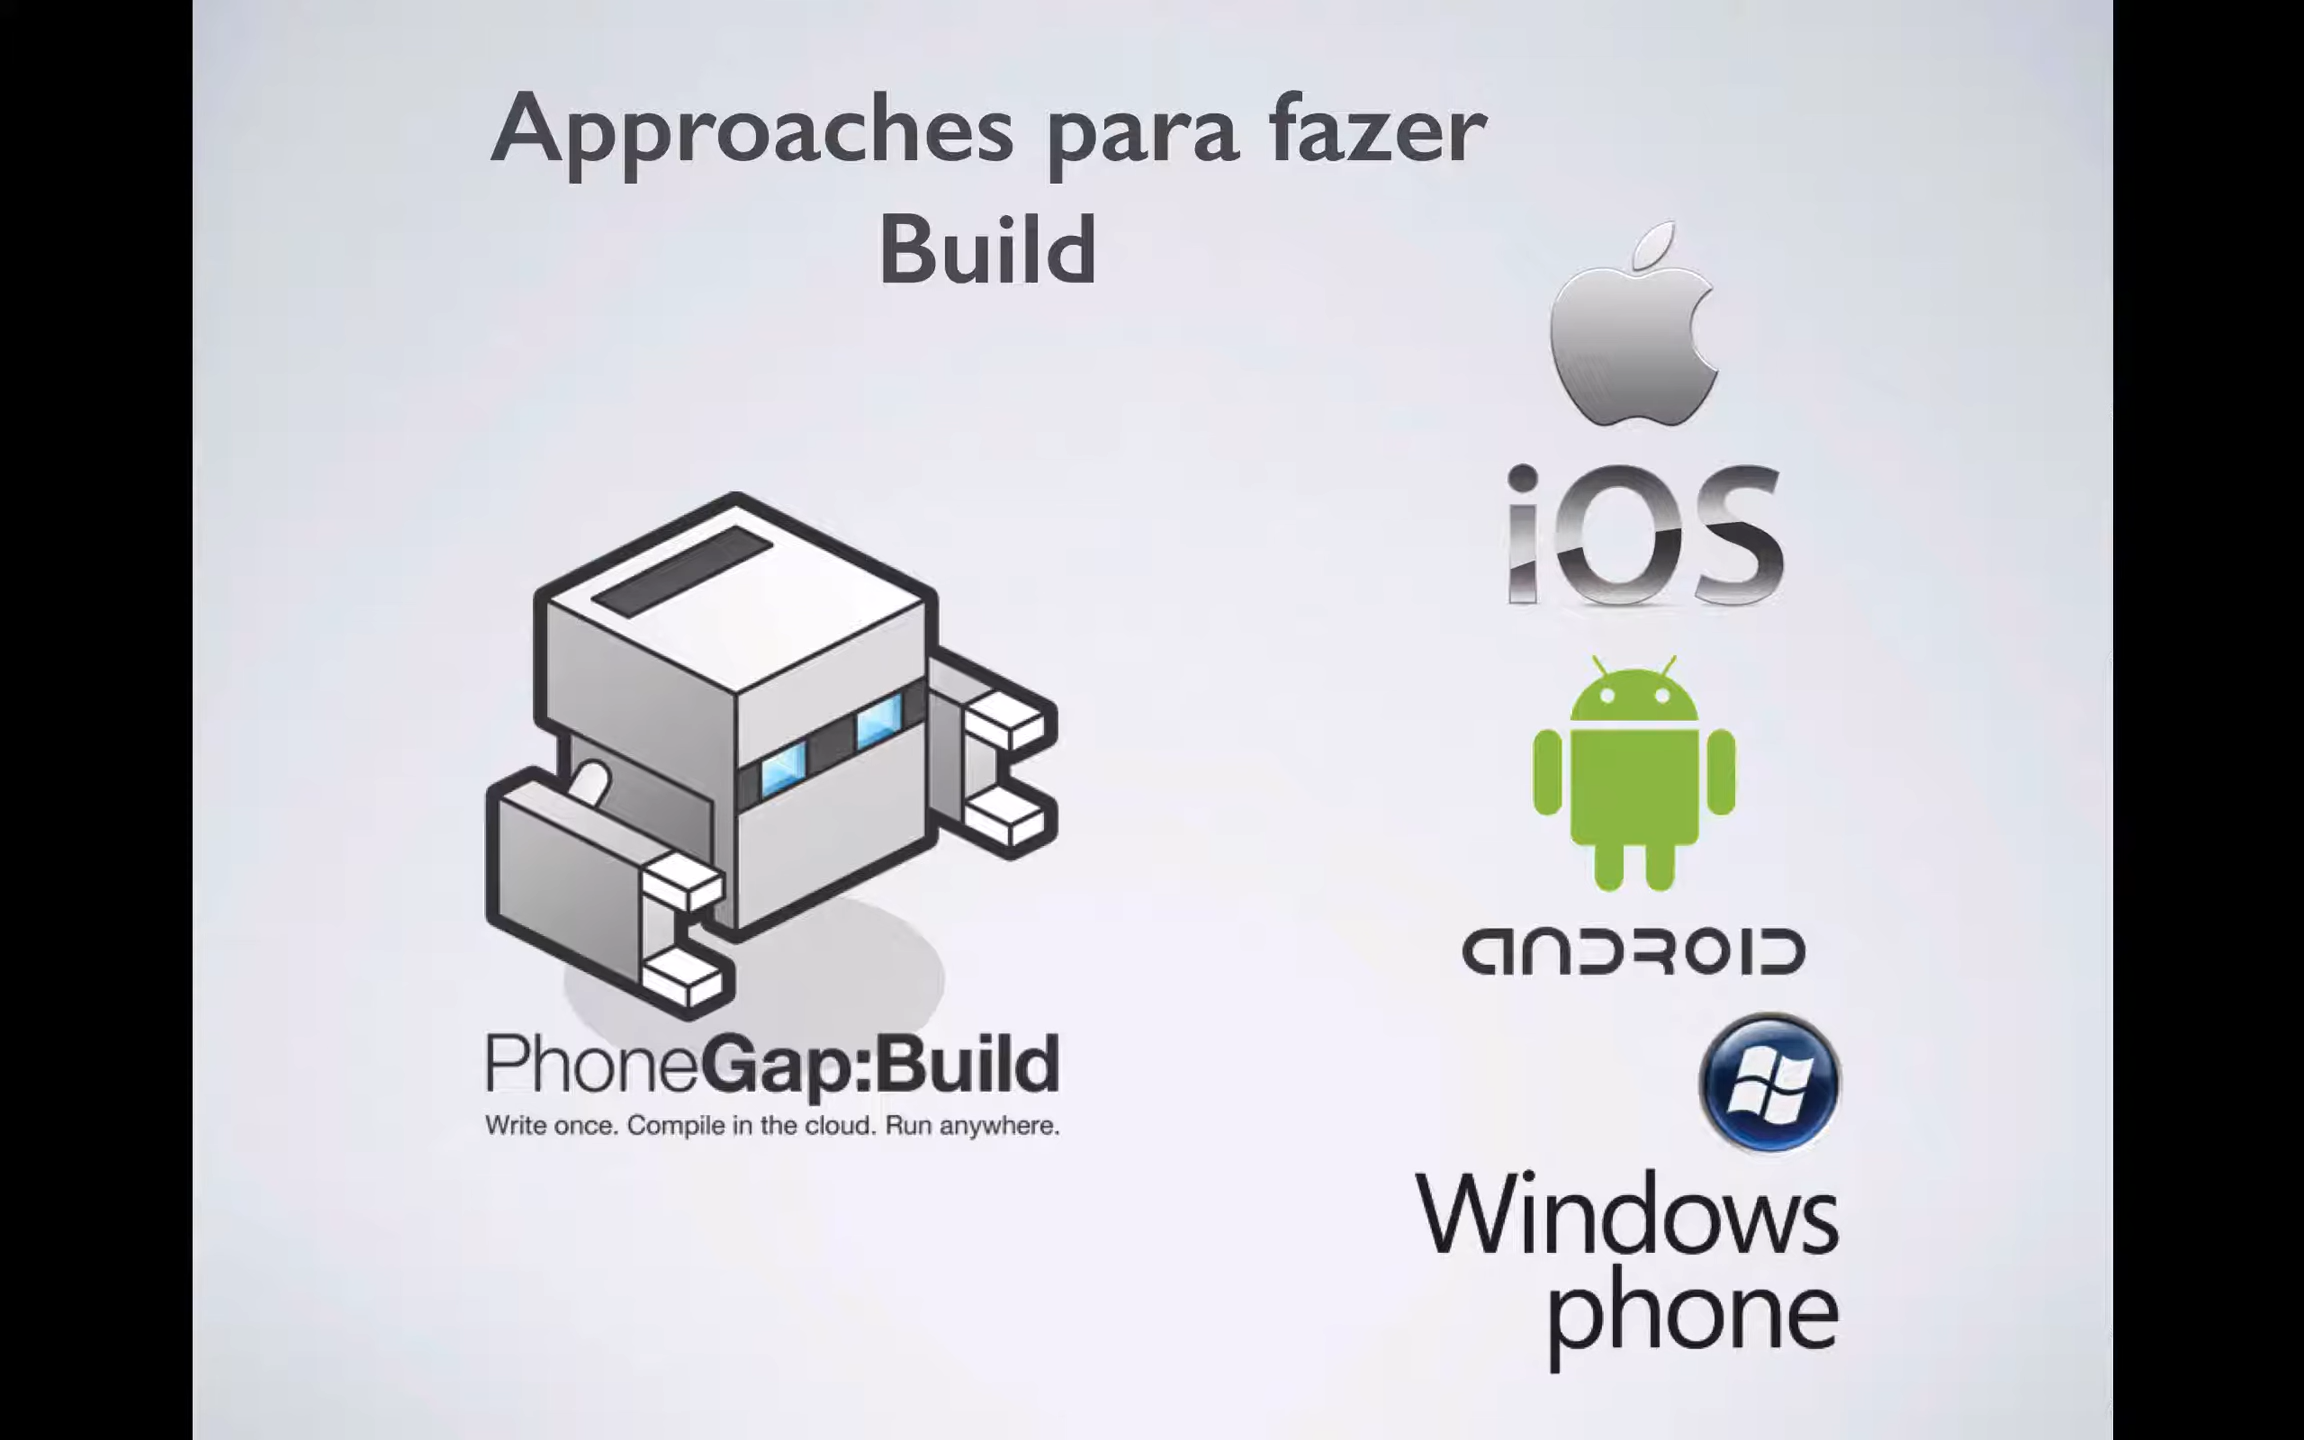 Approaches para fazer
Build
iOS
ANDROID
PhoneGap:Build
Write once. Compile in the cloud. Run anywhere.
Windows
phone